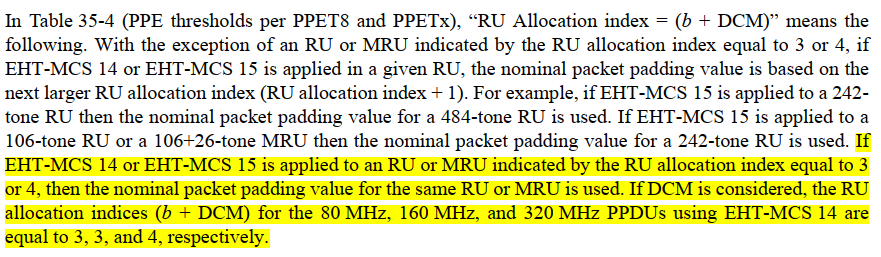 In Table 35-4 (PPE thresholds per PPET8 and PPETx), “RU Allocation index = (b + DCM)” means the
following. With the exception of an RU or MRU indicated by the RU allocation index equal to 3 or 4, if
EHT-MCS 14 or EHT-MCS 15 is applied in a given RU, the nominal packet padding value is based on the
next larger RU allocation index (RU allocation index + 1). For example, if EHT-MCS 15 is applied to a 242-
tone RU then the nominal packet padding value for a 484-tone RU is used. If EHT-MCS 15 is applied to a
106-tone RU or a 106+26-tone MRU then the nominal packet padding value for a 242-tone RU is used. If
EHT-MCS 14 or EHT-MCS 15 is applied to an RU or MRU indicated by the RU allocation index equal to 3
or 4, then the nominal packet padding value for the same RU or MRU is used. If DCM is considered, the RU
allocation indices (b + DCM) for the 80 MHz, 160 MHz, and 320 MHz PPDUs using EHT-MCS 14 are
equal to 3, 3, and 4, respectively.